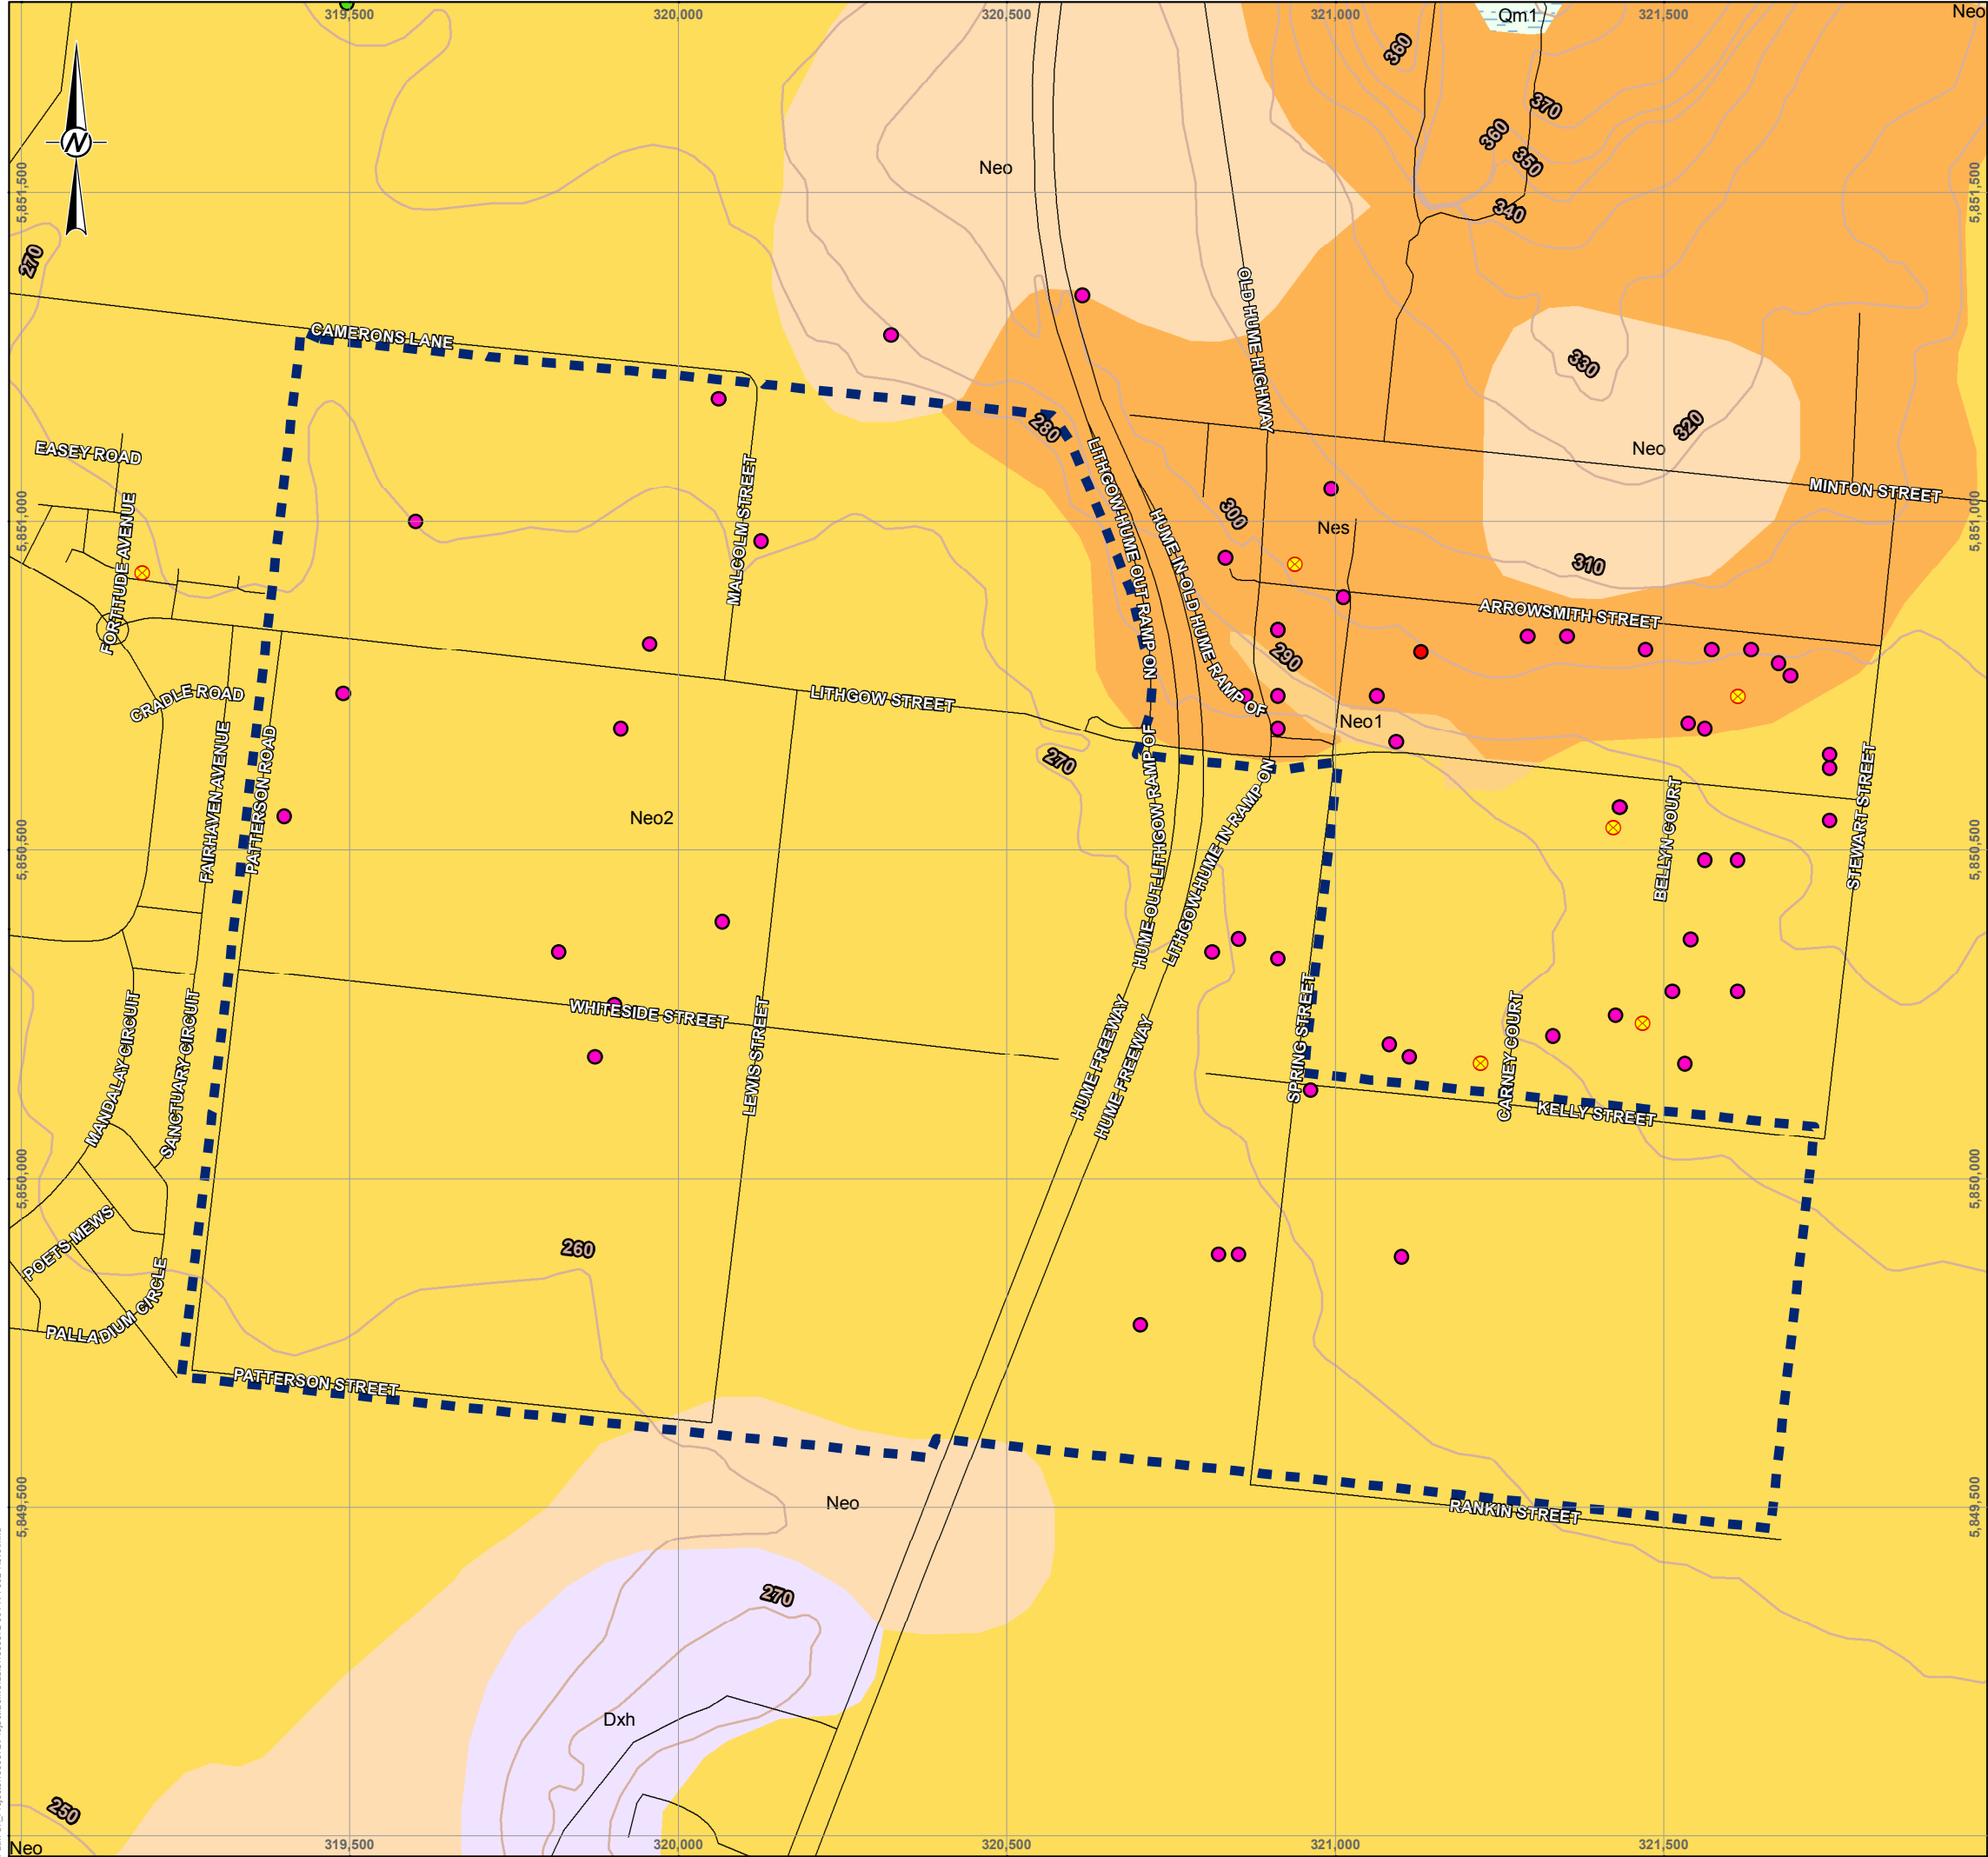 319,500
320,000
320,500
321,000
321,500
Neo
Qm1
360
370
360
350
340
N
5,851,500
5,851,500
Neo
270
OLD HUME HIGHWAY
CAMERONS LANE
330
320
280
Neo
EASEY ROAD
MINTON STREET
FORTITUDE AVENUE
MALCOLM STREET
LITHGOW-HUME OUT RAMP ON
HUME IN-OLD HUME RAMP OF
300
Nes
5,851,000
5,851,000
310
ARROWSMITH STREET
290
CRADLE ROAD
LITHGOW STREET
Neo1
FAIRHAVEN AVENUE
PATTERSON ROAD
270
HUME OUT-LITHGOW RAMP OF
LITHGOW-HUME IN RAMP ON
Neo2
BELLYN COURT
STEWART STREET
5,850,500
5,850,500
WHITESIDE STREET
LEWIS STREET
MANDALAY CIRCUIT
SANCTUARY CIRCUIT
HUME FREEWAY
HUME FREEWAY
SPRING STREET
CARNEY COURT
KELLY STREET
5,850,000
5,850,000
POETS MEWS
260
PALLADIUM CIRCLE
PATTERSON STREET
5,849,500
5,849,500
Neo
RANKIN STREET
270
Dxh
250
Neo
319,500
320,000
320,500
321,000
321,500